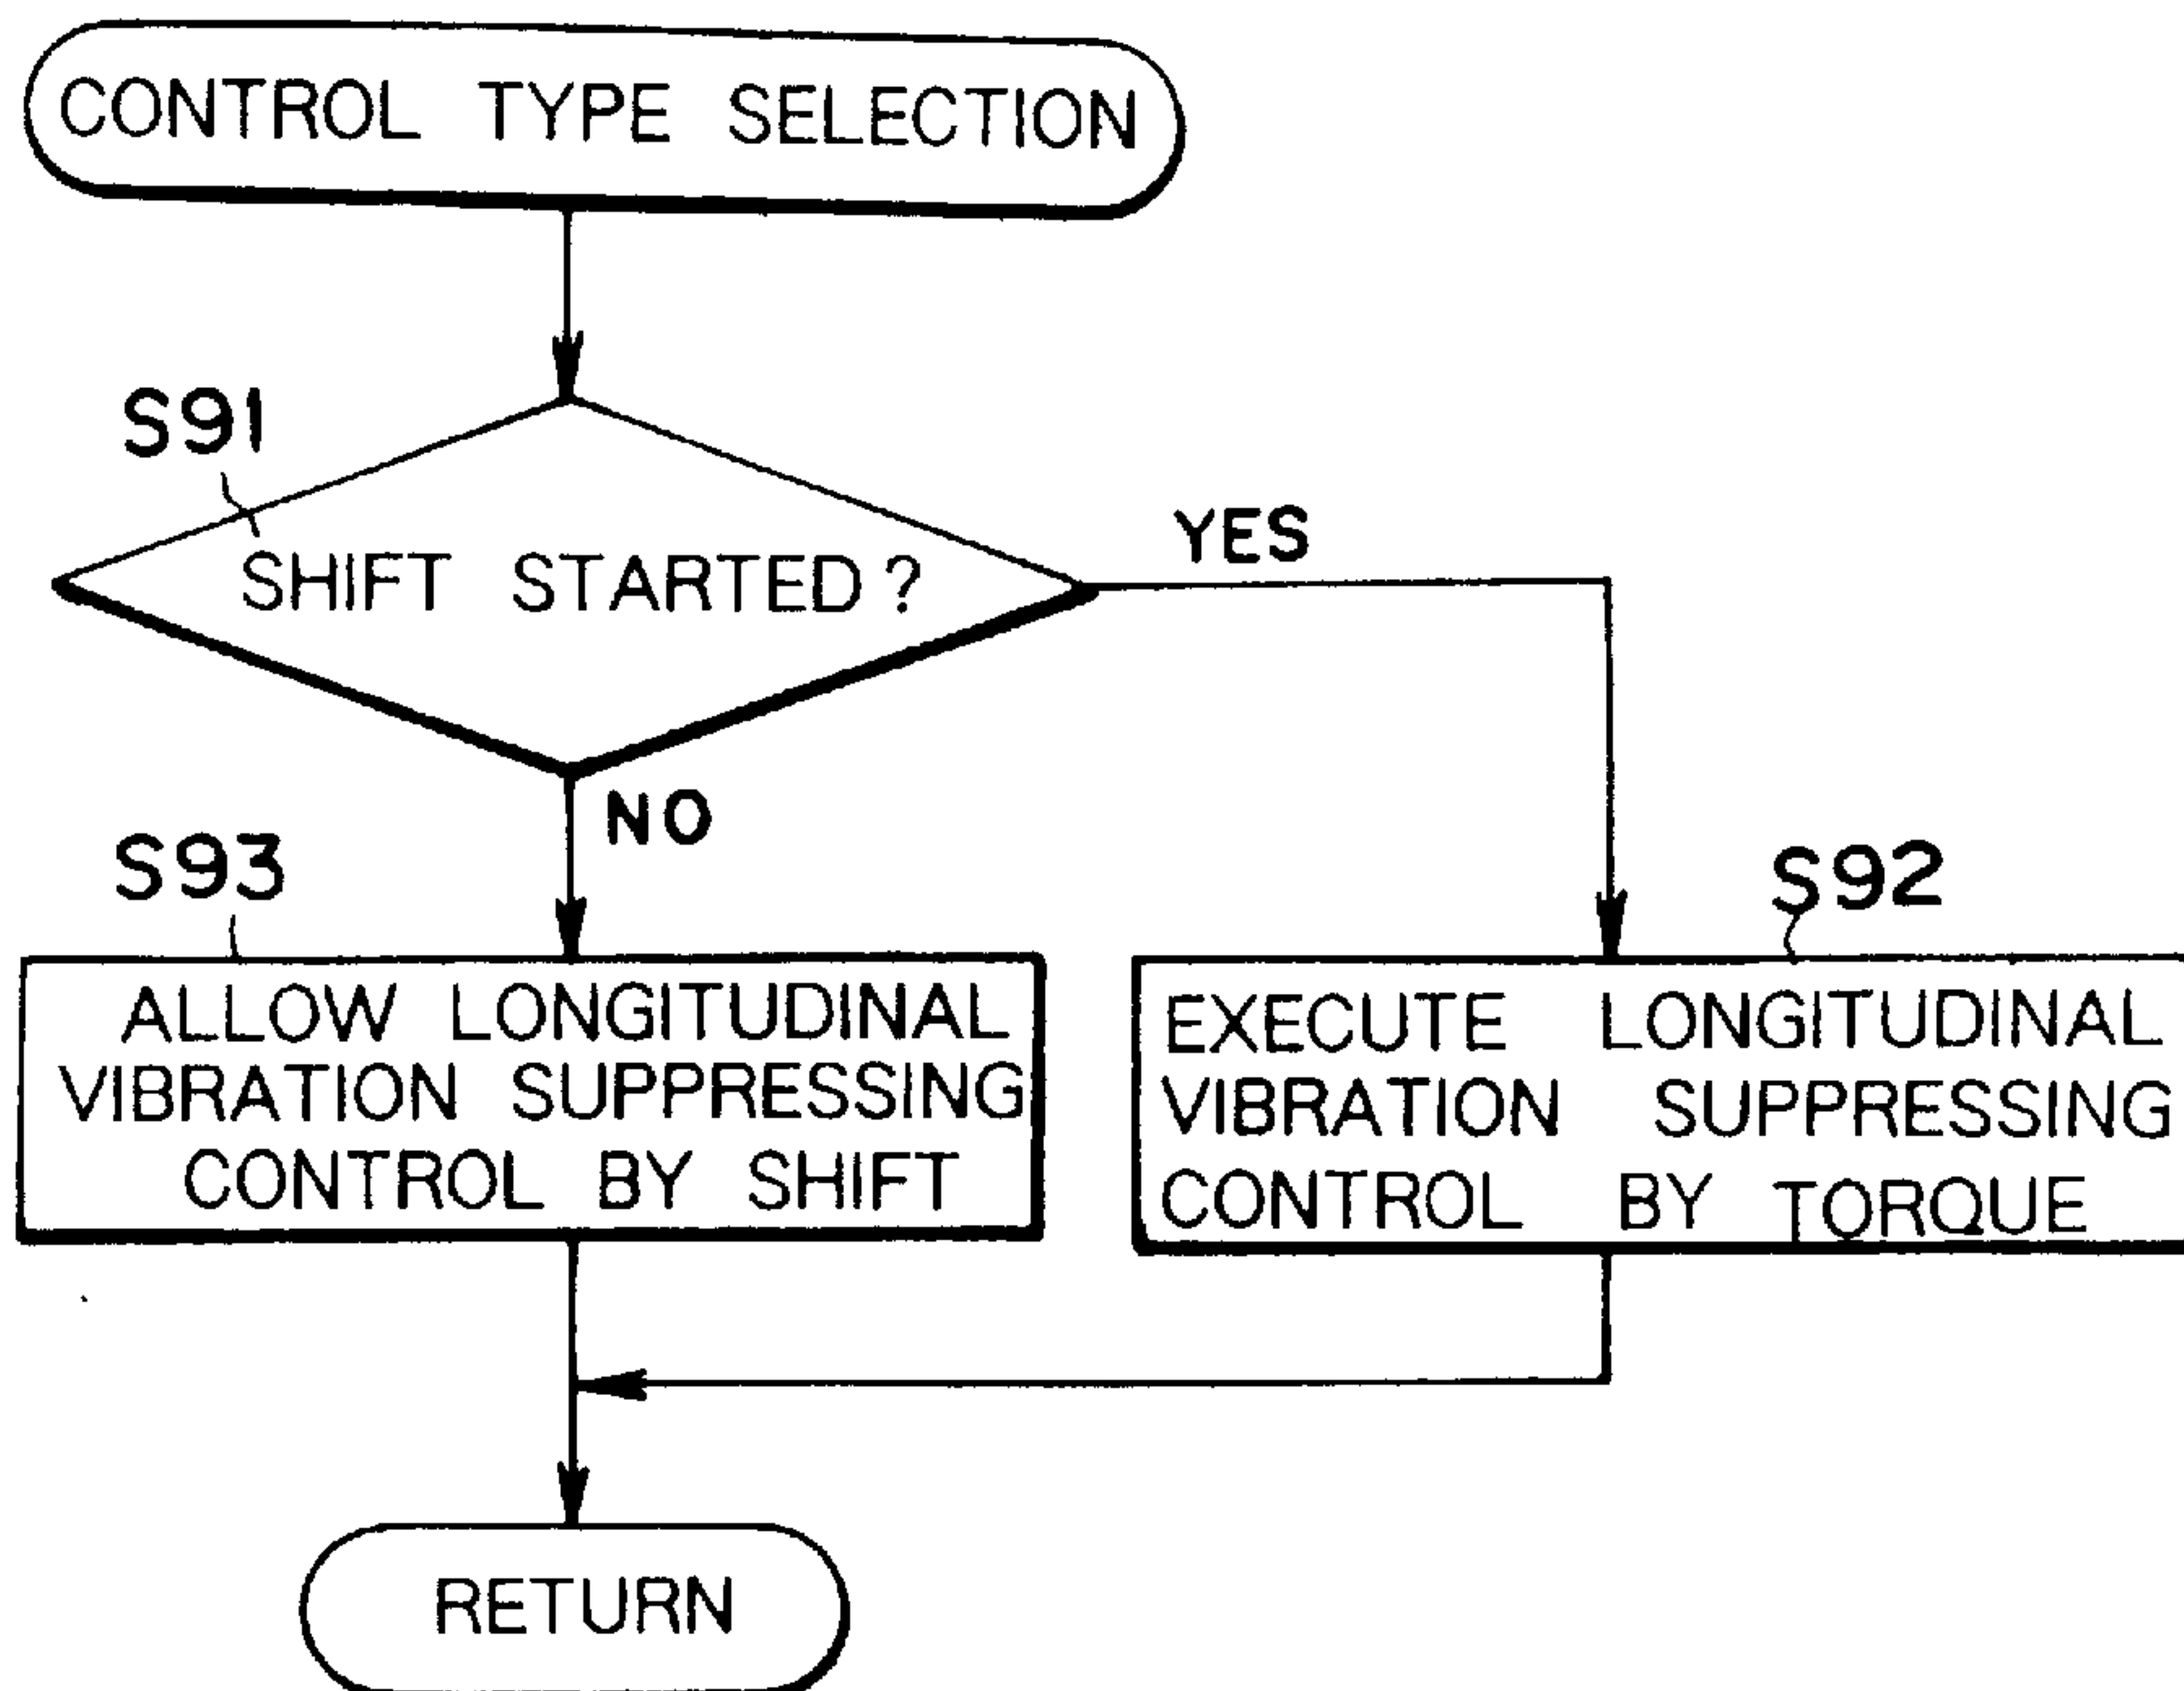 CONTROL TYPE SELECTION
S91
SHIFT STARTED?
YES
NO
S93
ALLOW LONGITUDINAL
VIBRATION SUPPRESSING
CONTROL BY SHIFT
S92
EXECUTE LONGITUDINAL
VIBRATION SUPPRESSING
CONTROL BY TORQUE
RETURN